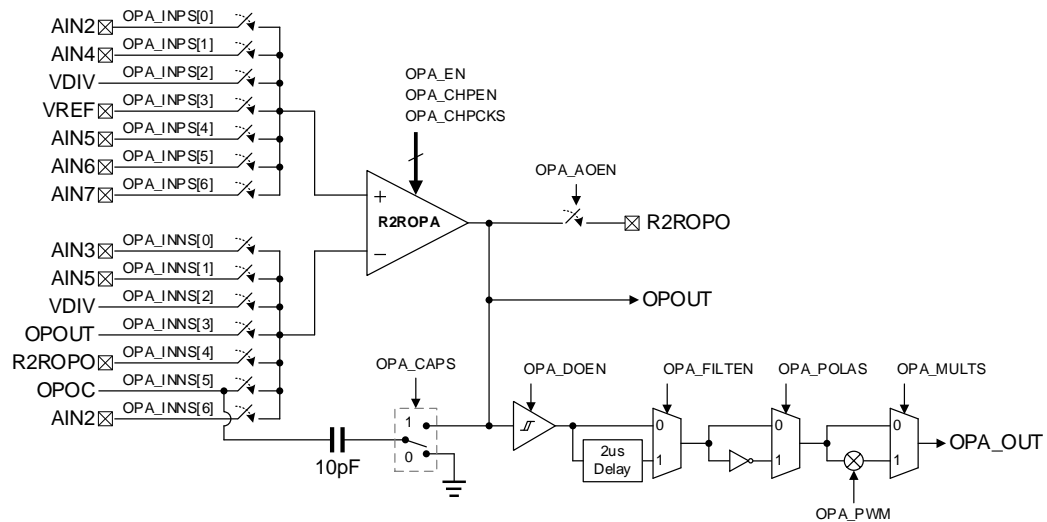 AIN2 OPA_INPS[0]
AIN4 OPA_INPS[1]
VDIV OPA_INPS[2]
VREF OPA_INPS[3]
AIN5 OPA_INPS[4]
AIN6 OPA_INPS[5]
AIN7 OPA_INPS[6]
OPA_EN
OPA_CHPEN
OPA_CHPCKS
+
R2ROPA
−
OPA_AOEN
R2ROPO
OPOUT
AIN3 OPA_INNS[0]
AIN5 OPA_INNS[1]
VDIV OPA_INNS[2]
OPOUT OPA_INNS[3]
R2ROPO OPA_INNS[4]
OPOC OPA_INNS[5]
AIN2 OPA_INNS[6]
10pF
OPA_CAPS
1
0
OPA_DOEN
2us
Delay
OPA_FILTEN
0
1
OPA_POLAS
0
1
OPA_PWM
OPA_MULTS
0
1
OPA_OUT